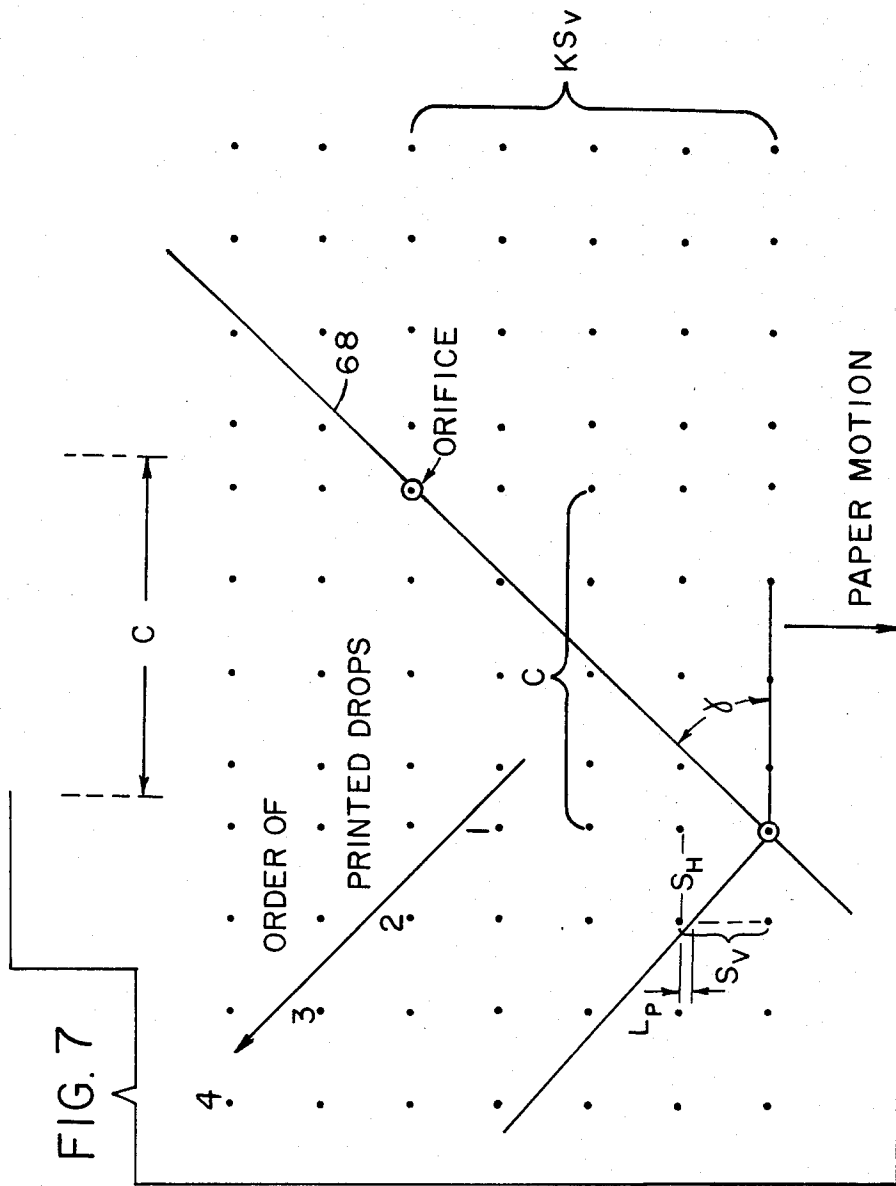 FIG. 7
C
4
3
2
1
ORDER OF
PRINTED DROPS
68
ORIFICE
KSV
C
γ
LP
SH
SV
PAPER MOTION